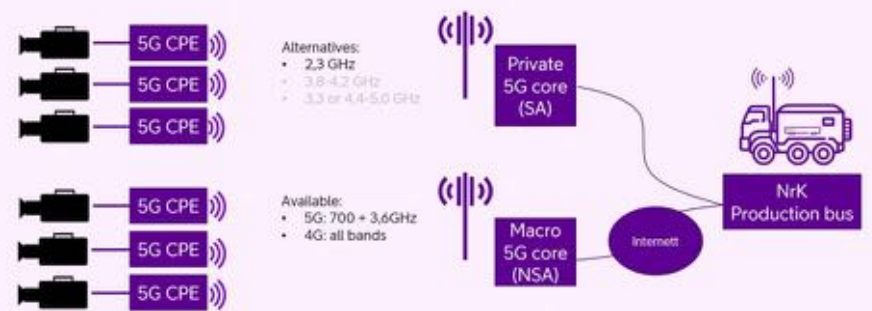 5G CPE
5G CPE
5G CPE
Alternatives:
• 2,3 GHz
• 3,8-4,2 GHz
• 3,3 or 4,4-5,0 GHz
Private
5G core
(SA)
5G CPE
5G CPE
5G CPE
Available:
• 5G: 700 + 3,6GHz
• 4G: all bands
Macro
5G core
(NSA)
Internett
NrK
Production bus